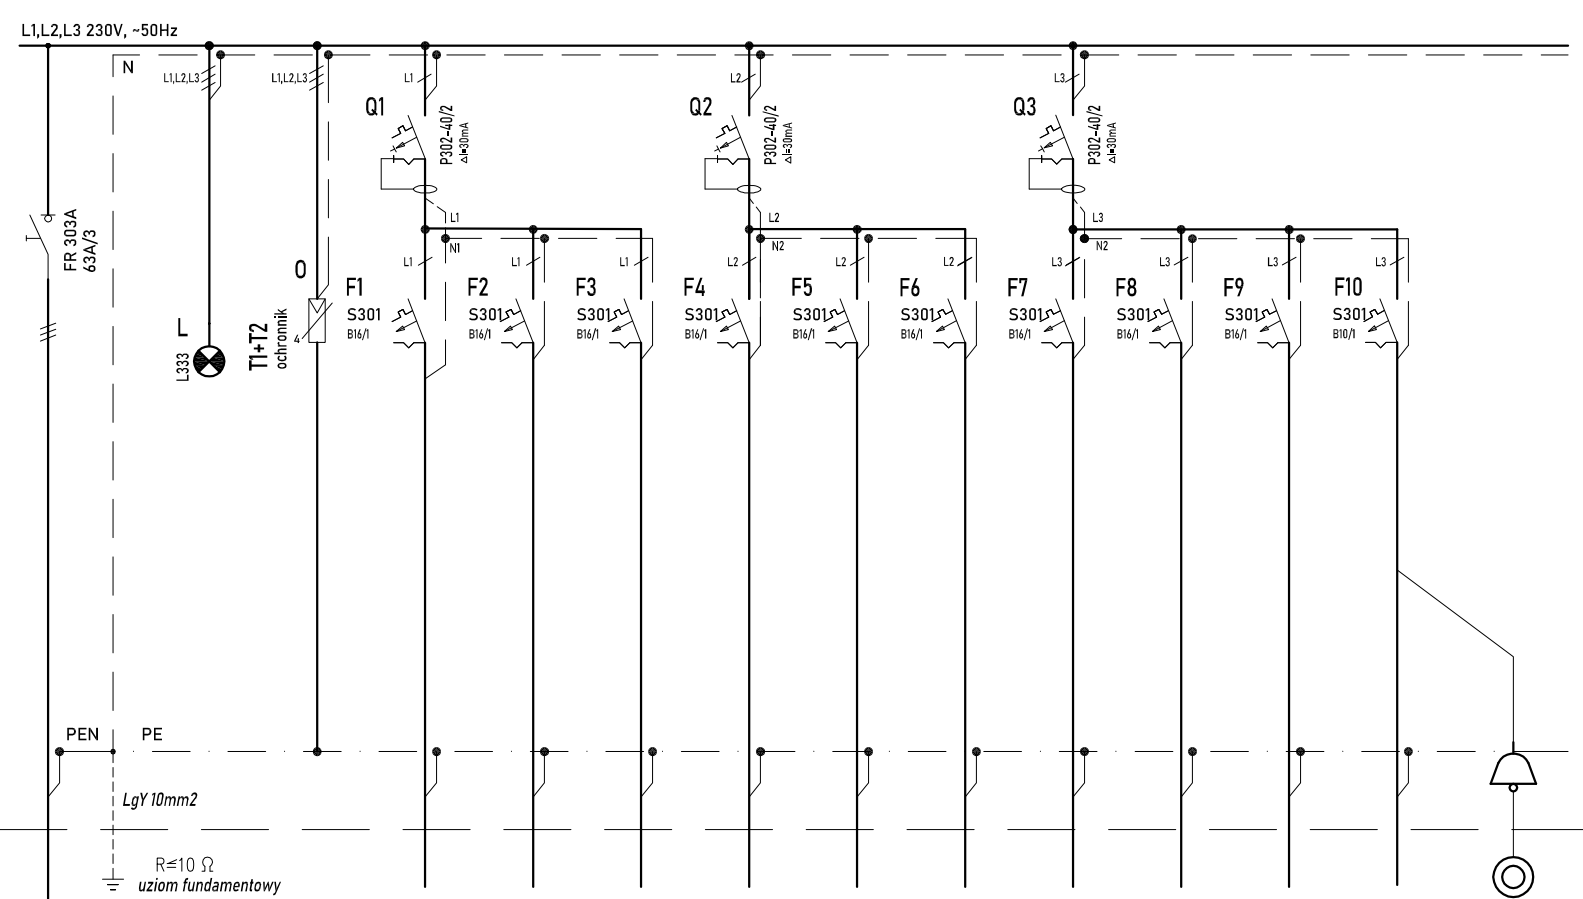 L1,L2,L3 230V, ~50Hz
N
L1,L2,L3
L1,L2,L3
L1
L2
L3
Q1
P302-40/2
ΔI=30mA
Q2
P302-40/2
ΔI=30mA
Q3
P302-40/2
ΔI=30mA
FR 303A
63A/3
L1
N1
L2
N2
L3
N2
L1
L1
L1
L2
L2
L2
L3
L3
L3
L3
O
4
T1+T2
ochronnik
L
L333
F1
S301
B16/1
F2
S301
B16/1
F3
S301
B16/1
F4
S301
B16/1
F5
S301
B16/1
F6
S301
B16/1
F7
S301
B16/1
F8
S301
B16/1
F9
S301
B16/1
F10
S301
B10/1
PEN
PE
LgY 10mm2
R≤10 Ω
uziom fundamentowy